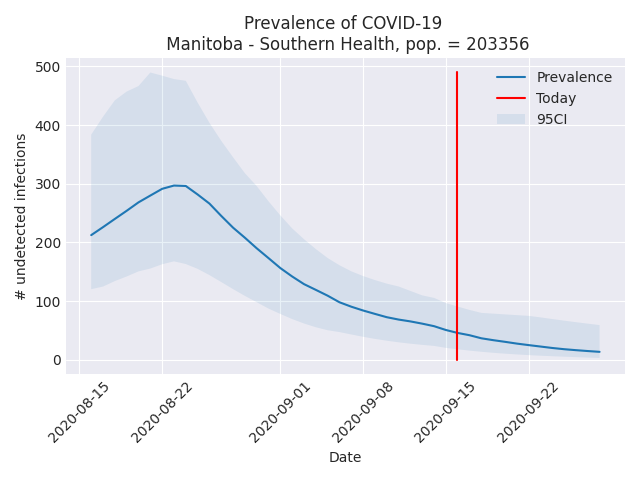 Prevalence of COVID-19
Manitoba - Southern Health, pop. = 203356
Prevalence
Today
95CI
# undetected infections
500
400
300
200
100
0
2020-08-15
2020-08-22
2020-09-01
2020-09-08
2020-09-15
2020-09-22
Date